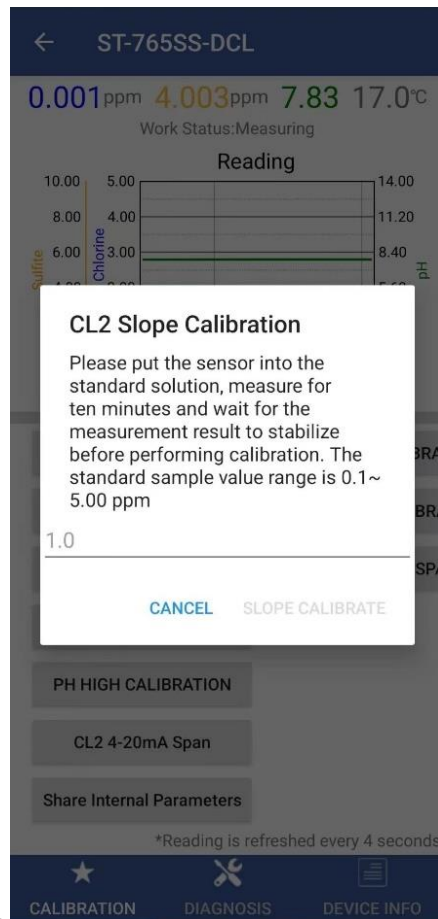 ← ST-765SS-DCL
0.001ppm 4.003ppm 7.83 17.0℃
Work Status:Measuring
Reading
10.00 5.00 14.00
8.00 4.00 11.20
6.00 3.00 8.40
Sulfite
Chlorine
pH
CL2 Slope Calibration
Please put the sensor into the
standard solution, measure for
ten minutes and wait for the
measurement result to stabilize
before performing calibration. The
standard sample value range is 0.1~
5.00 ppm
1.0
CANCEL SLOPE CALIBRATE
PH HIGH CALIBRATION
CL2 4-20mA Span
Share Internal Parameters
*Reading is refreshed every 4 seconds
CALIBRATION DIAGNOSIS DEVICE INFO